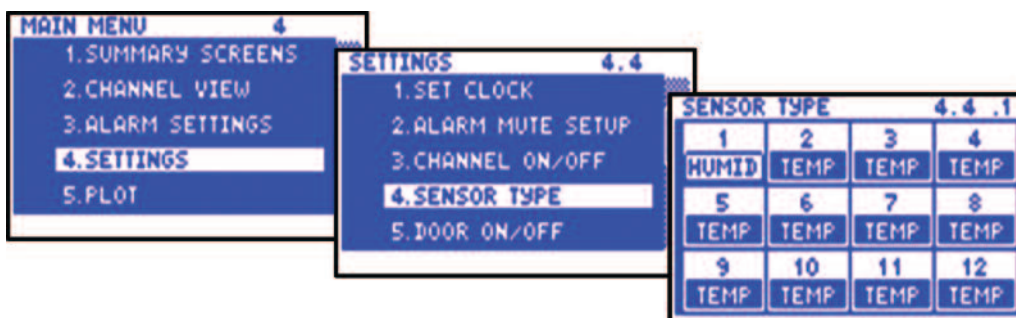 MAIN MENU 4
1.SUMMARY SCREENS
2.CHANNEL VIEW
3.ALARM SETTINGS
4.SETTINGS
5.PLOT
SETTINGS 4.4
1.SET CLOCK
2.ALARM MUTE SETUP
3.CHANNEL ON/OFF
4.SENSOR TYPE
5.DOOR ON/OFF
SENSOR TYPE 4.4 .1
1 2 3 4
HUMID TEMP TEMP TEMP
5 6 7 8
TEMP TEMP TEMP TEMP
9 10 11 12
TEMP TEMP TEMP TEMP